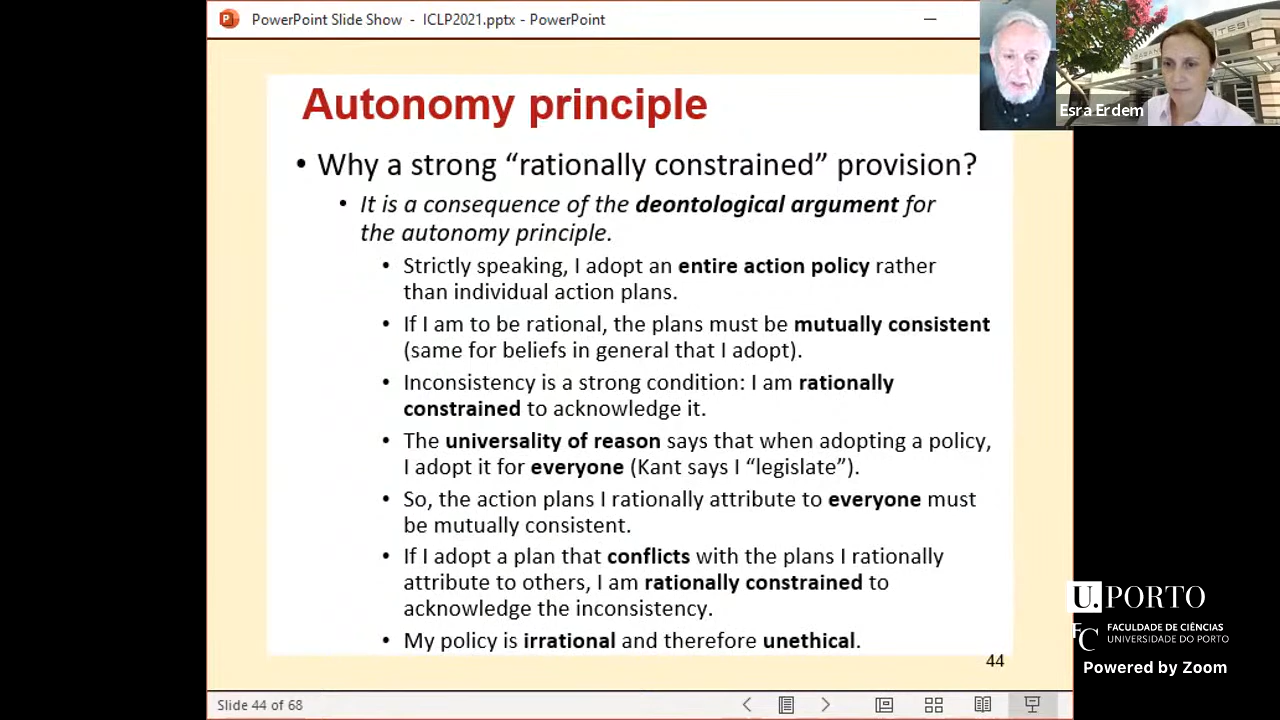 PowerPoint Slide Show - ICLP2021.pptx - PowerPoint
Esra Erdem
Autonomy principle
• Why a strong “rationally constrained” provision?
• It is a consequence of the deontological argument for
the autonomy principle.
• Strictly speaking, I adopt an entire action policy rather
than individual action plans.
• If I am to be rational, the plans must be mutually consistent
(same for beliefs in general that I adopt).
• Inconsistency is a strong condition: I am rationally
constrained to acknowledge it.
• The universality of reason says that when adopting a policy,
I adopt it for everyone (Kant says I “legislate”).
• So, the action plans I rationally attribute to everyone must
be mutually consistent.
• If I adopt a plan that conflicts with the plans I rationally
attribute to others, I am rationally constrained to
acknowledge the inconsistency.
• My policy is irrational and therefore unethical.
44
Slide 44 of 68
U. PORTO
FC FACULDADE DE CIÊNCIAS
UNIVERSIDADE DO PORTO
Powered by Zoom